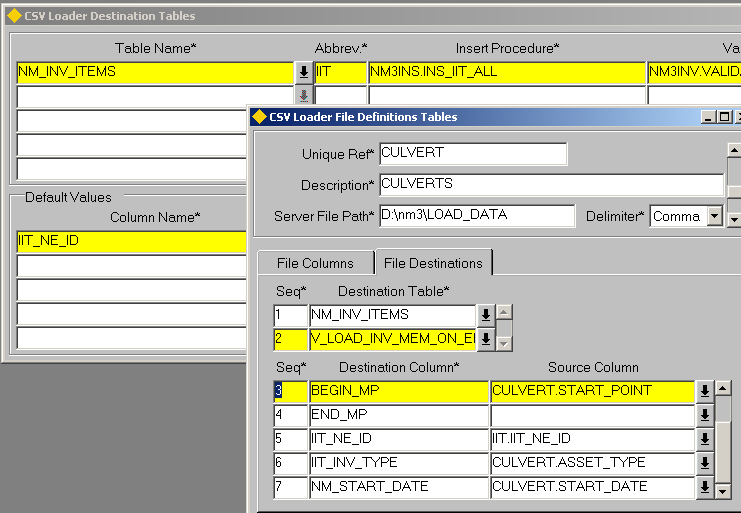 CSV Loader Destination Tables
Table Name* Abbrev.* Insert Procedure*
NM_INV_ITEMS IIT NM3INS.INS_IIT_ALL
Default Values
Column Name*
IIT_NE_ID
CSV Loader File Definitions Tables
Unique Ref* CULVERT
Description* CULVERTS
Server File Path* D:\nm3\LOAD_DATA Delimiter* Comma
File Columns File Destinations
Seq* Destination Table*
1 NM_INV_ITEMS
2 V_LOAD_INV_MEM_ON_EL
Seq* Destination Column* Source Column
3 BEGIN_MP CULVERT.START_POINT
4 END_MP
5 IIT_NE_ID IIT.IIT_NE_ID
6 IIT_INV_TYPE CULVERT.ASSET_TYPE
7 NM_START_DATE CULVERT.START_DATE